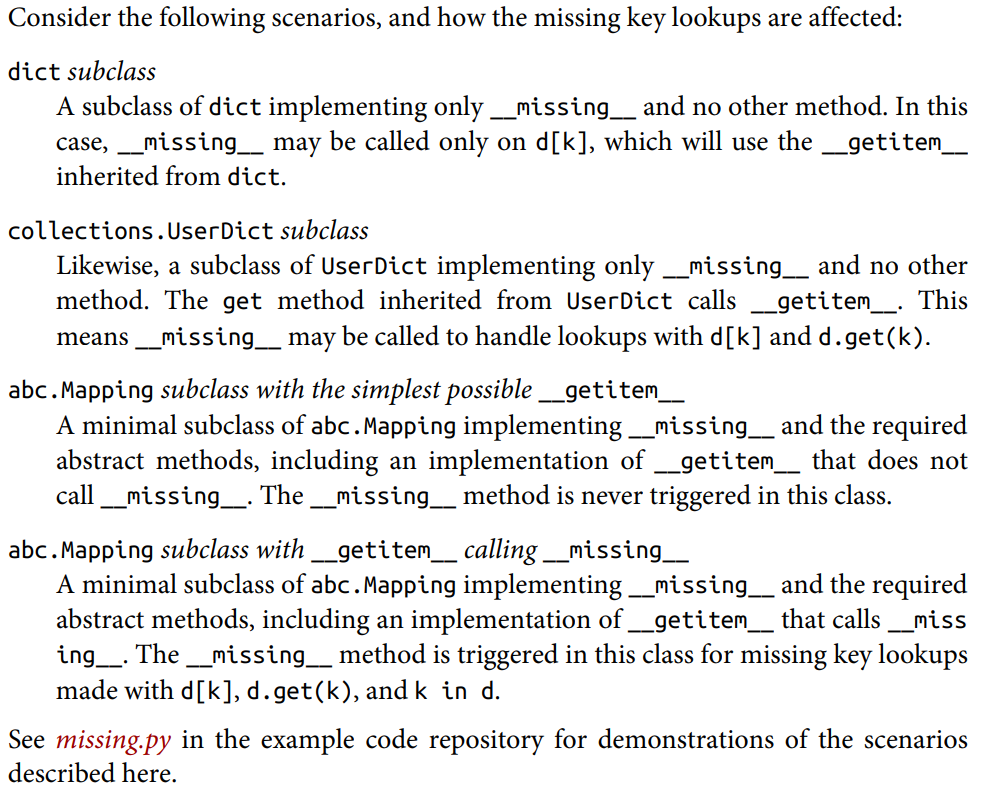 Consider the following scenarios, and how the missing key lookups are affected:
dict subclass
A subclass of dict implementing only __missing__ and no other method. In this
case, __missing__ may be called only on d[k], which will use the __getitem__
inherited from dict.
collections.UserDict subclass
Likewise, a subclass of UserDict implementing only __missing__ and no other
method. The get method inherited from UserDict calls __getitem__. This
means __missing__ may be called to handle lookups with d[k] and d.get(k).
abc.Mapping subclass with the simplest possible __getitem__
A minimal subclass of abc.Mapping implementing __missing__ and the required
abstract methods, including an implementation of __getitem__ that does not
call __missing__. The __missing__ method is never triggered in this class.
abc.Mapping subclass with __getitem__ calling __missing__
A minimal subclass of abc.Mapping implementing __missing__ and the required
abstract methods, including an implementation of __getitem__ that calls __miss
ing__. The __missing__ method is triggered in this class for missing key lookups
made with d[k], d.get(k), and k in d.
See missing.py in the example code repository for demonstrations of the scenarios
described here.